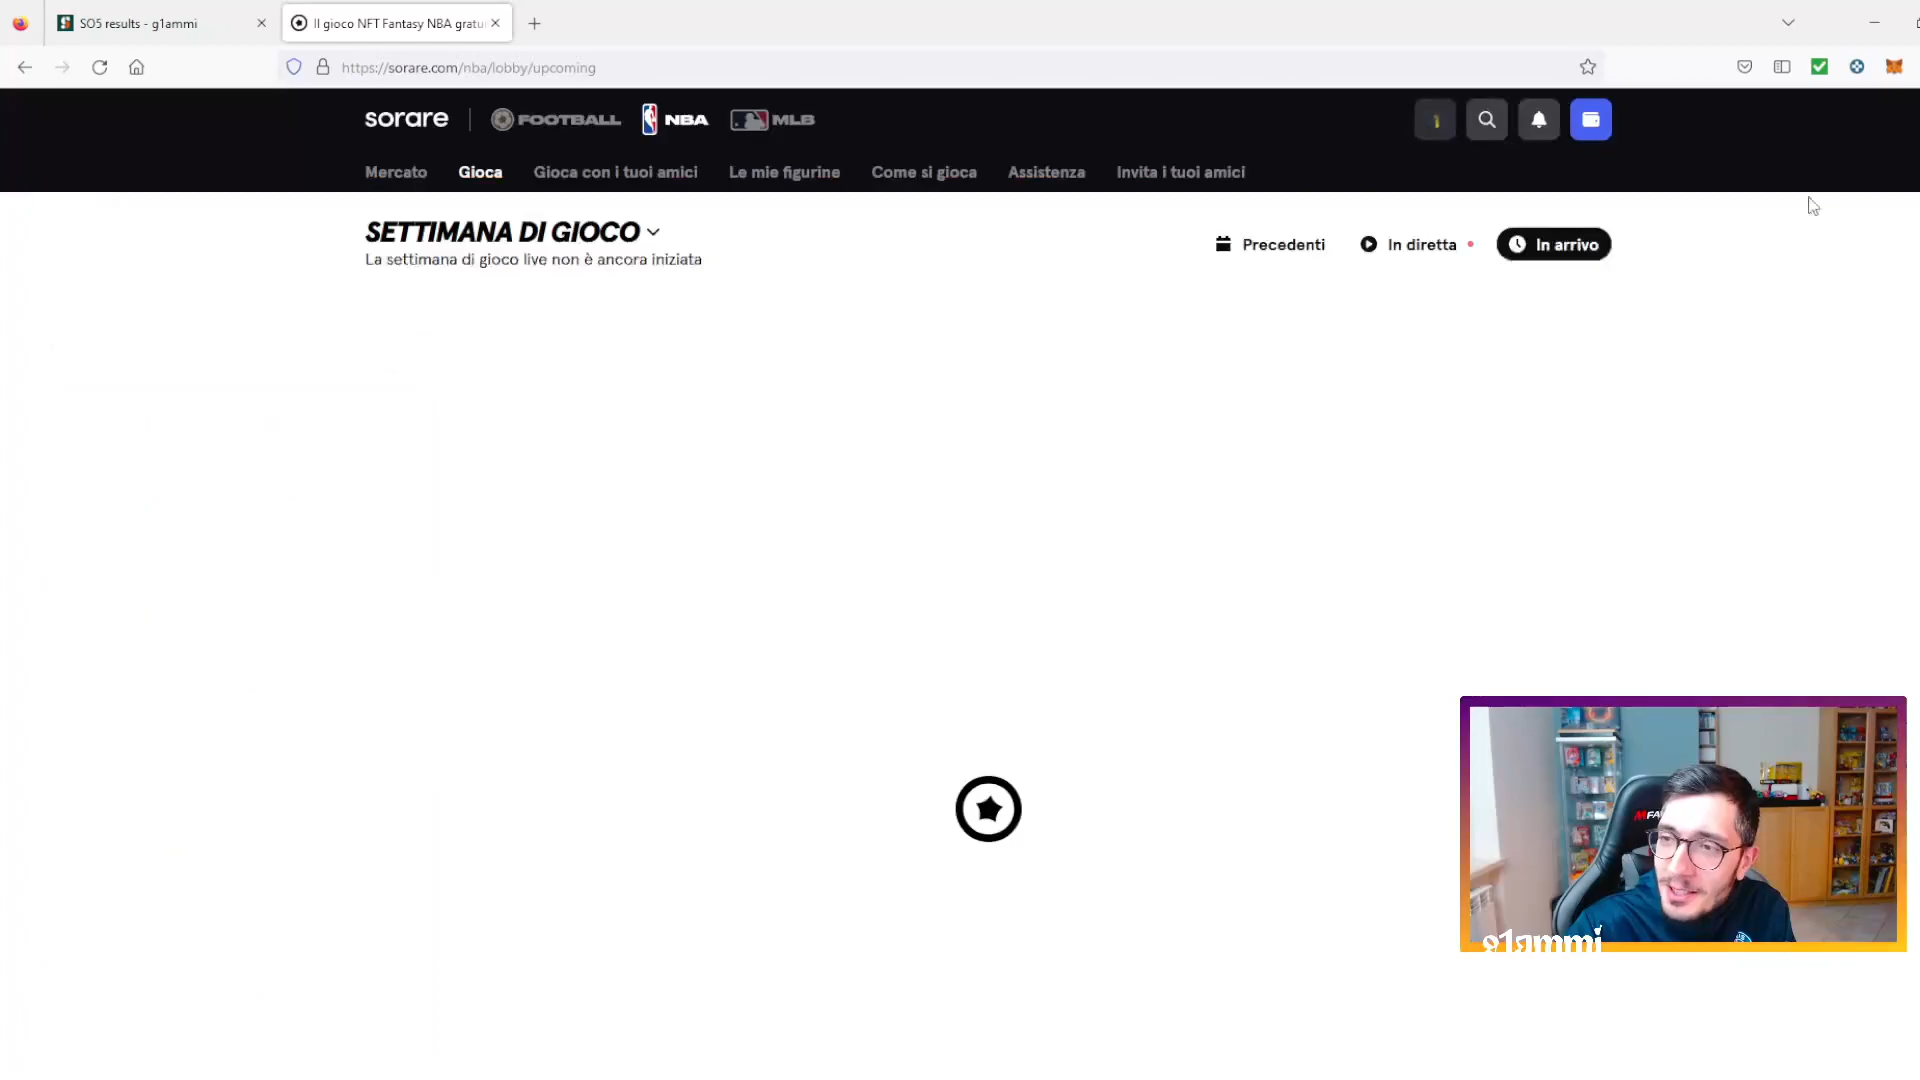 SO5 results - g1ammi
Il gioco NFT Fantasy NBA gratu
https://sorare.com/nba/lobby/upcoming
sorare
FOOTBALL
NBA
MLB
1
Mercato
Gioca
Gioca con i tuoi amici
Le mie figurine
Come si gioca
Assistenza
Invita i tuoi amici
SETTIMANA DI GIOCO
La settimana di gioco live non è ancora iniziata
Precedenti
In diretta
In arrivo
g1ammi